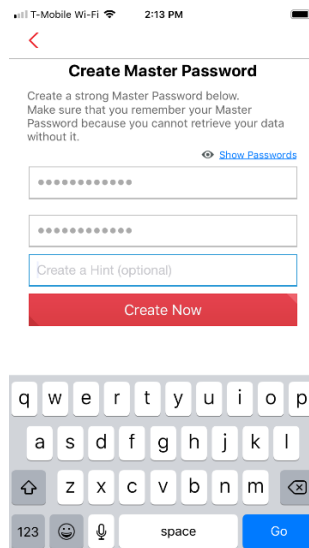 T-Mobile Wi-Fi 2:13 PM
Create Master Password
Create a strong Master Password below.
Make sure that you remember your Master
Password because you cannot retrieve your data
without it.
Show Passwords
Create a Hint (optional)
Create Now
q w e r t y u i o p
a s d f g h j k l
z x c v b n m
123 space Go